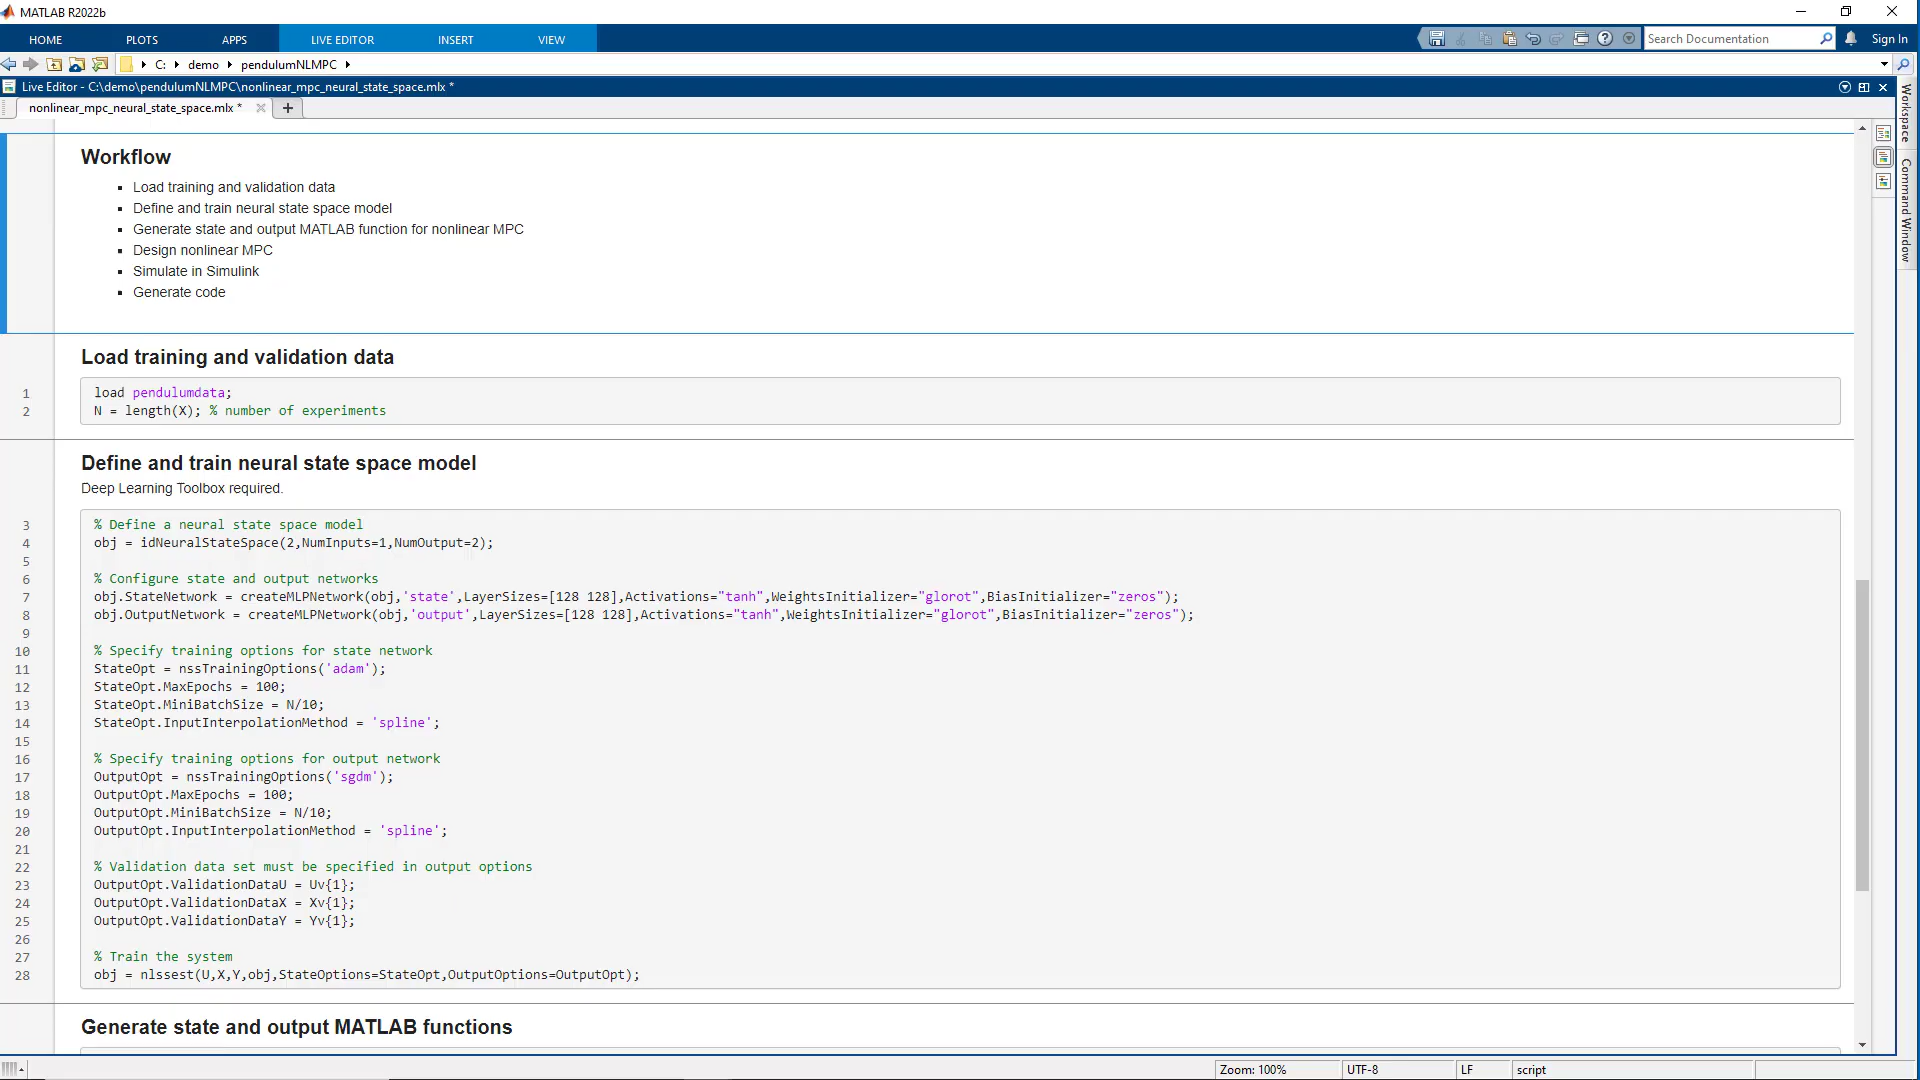 MATLAB R2022b
HOME PLOTS APPS LIVE EDITOR INSERT VIEW Search Documentation Sign In
C: demo pendulumNLMPC
Live Editor - C:\demo\pendulumNLMPC\nonlinear_mpc_neural_state_space.mlx *
nonlinear_mpc_neural_state_space.mlx *
Workspace
Command Window
Workflow
Load training and validation data
Define and train neural state space model
Generate state and output MATLAB function for nonlinear MPC
Design nonlinear MPC
Simulate in Simulink
Generate code
Load training and validation data
1 load pendulumdata;
2 N = length(X); % number of experiments
Define and train neural state space model
Deep Learning Toolbox required.
3 % Define a neural state space model
4 obj = idNeuralStateSpace(2,NumInputs=1,NumOutput=2);
5
6 % Configure state and output networks
7 obj.StateNetwork = createMLPNetwork(obj,'state',LayerSizes=[128 128],Activations="tanh",WeightsInitializer="glorot",BiasInitializer="zeros");
8 obj.OutputNetwork = createMLPNetwork(obj,'output',LayerSizes=[128 128],Activations="tanh",WeightsInitializer="glorot",BiasInitializer="zeros");
9
10 % Specify training options for state network
11 StateOpt = nssTrainingOptions('adam');
12 StateOpt.MaxEpochs = 100;
13 StateOpt.MiniBatchSize = N/10;
14 StateOpt.InputInterpolationMethod = 'spline';
15
16 % Specify training options for output network
17 OutputOpt = nssTrainingOptions('sgdm');
18 OutputOpt.MaxEpochs = 100;
19 OutputOpt.MiniBatchSize = N/10;
20 OutputOpt.InputInterpolationMethod = 'spline';
21
22 % Validation data set must be specified in output options
23 OutputOpt.ValidationDataU = Uv{1};
24 OutputOpt.ValidationDataX = Xv{1};
25 OutputOpt.ValidationDataY = Yv{1};
26
27 % Train the system
28 obj = nlssest(U,X,Y,obj,StateOptions=StateOpt,OutputOptions=OutputOpt);
Generate state and output MATLAB functions
Zoom: 100% UTF-8 LF script